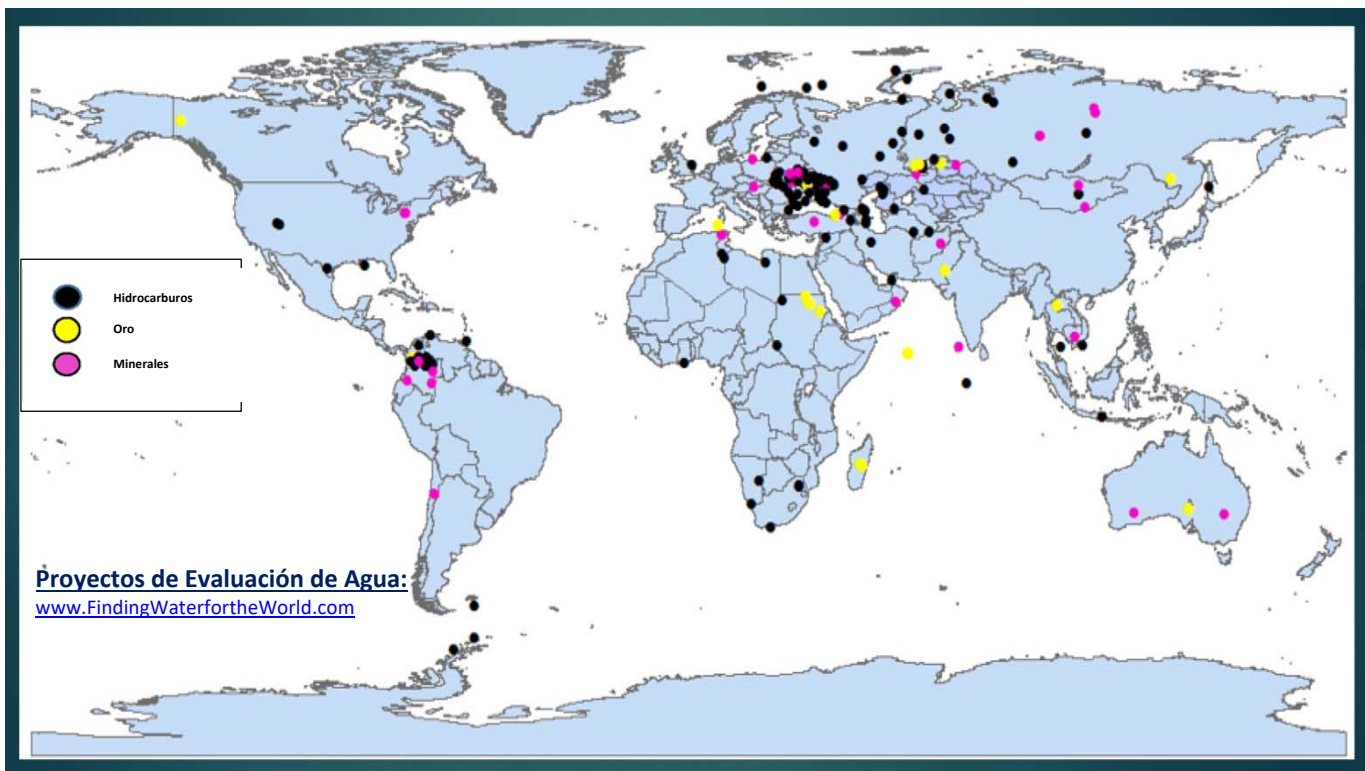 Hidrocarburos
Oro
Minerales
Proyectos de Evaluación de Agua:
www.FindingWaterfortheWorld.com